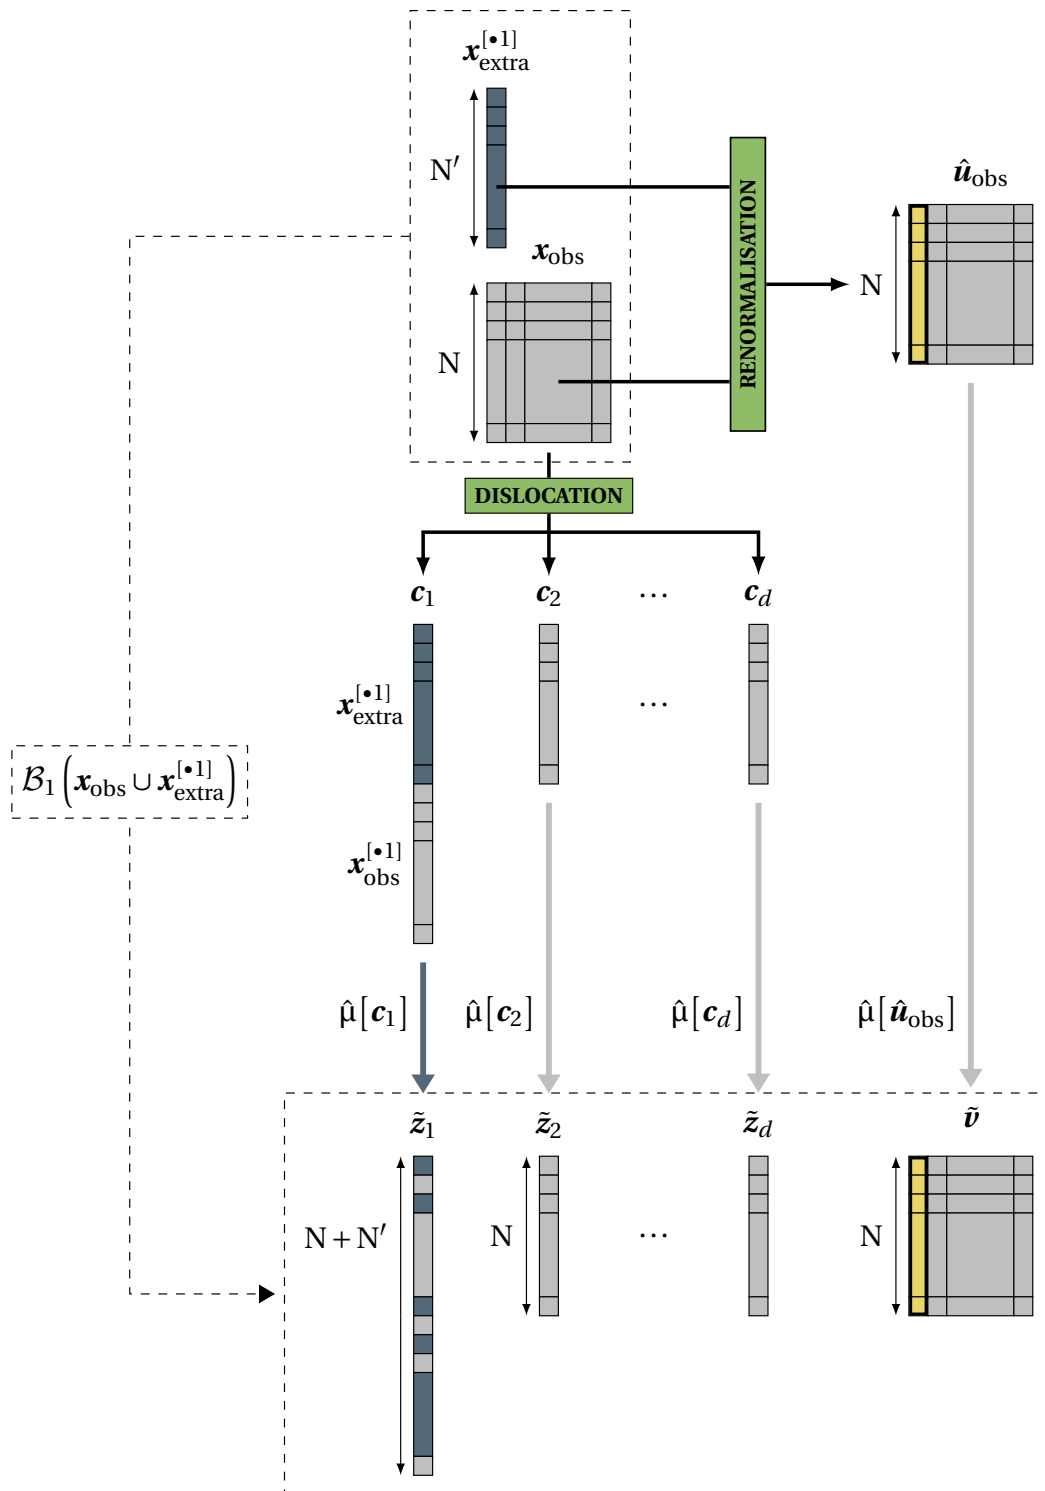 x_extra^[•1]
N′
x_obs
N
RENORMALISATION
û_obs
N
DISLOCATION
c_1 c_2 ⋯ c_d
x_extra^[•1] ⋯
B_1 (x_obs ∪ x_extra^[•1])
x_obs^[•1]
μ̂[c_1] μ̂[c_2] μ̂[c_d] μ̂[û_obs]
z̃_1 z̃_2 z̃_d ṽ
N + N′ N ⋯ N